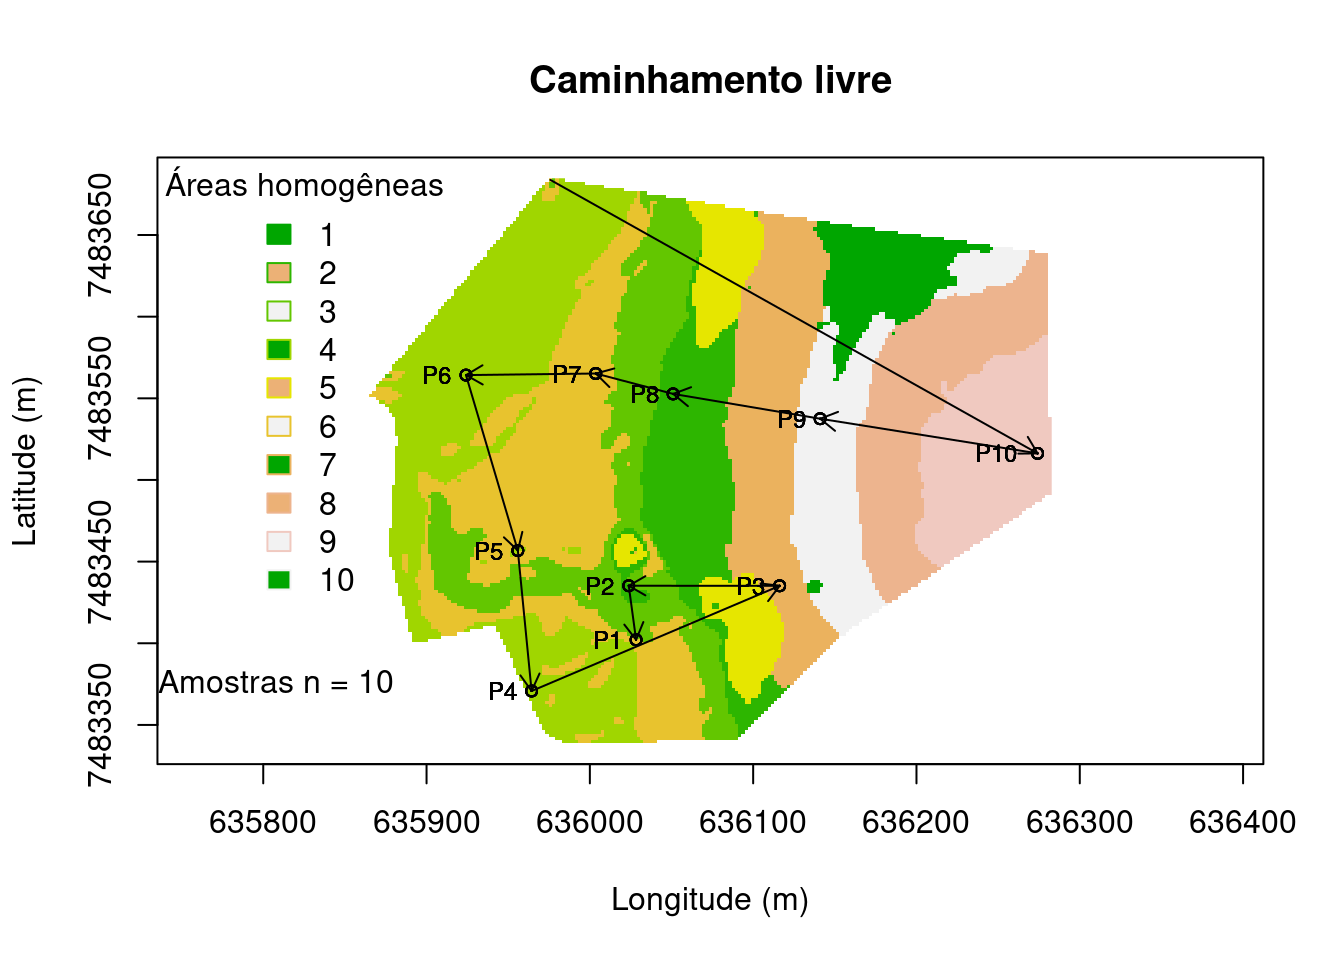 Caminhamento livre
Áreas homogêneas
1
2
3
4
5
6
7
8
9
10
Amostras n = 10
P6
P7
P8
P9
P10
P5
P2
P3
P1
P4
7483650
7483550
7483450
7483350
Latitude (m)
635800 635900 636000 636100 636200 636300 636400
Longitude (m)